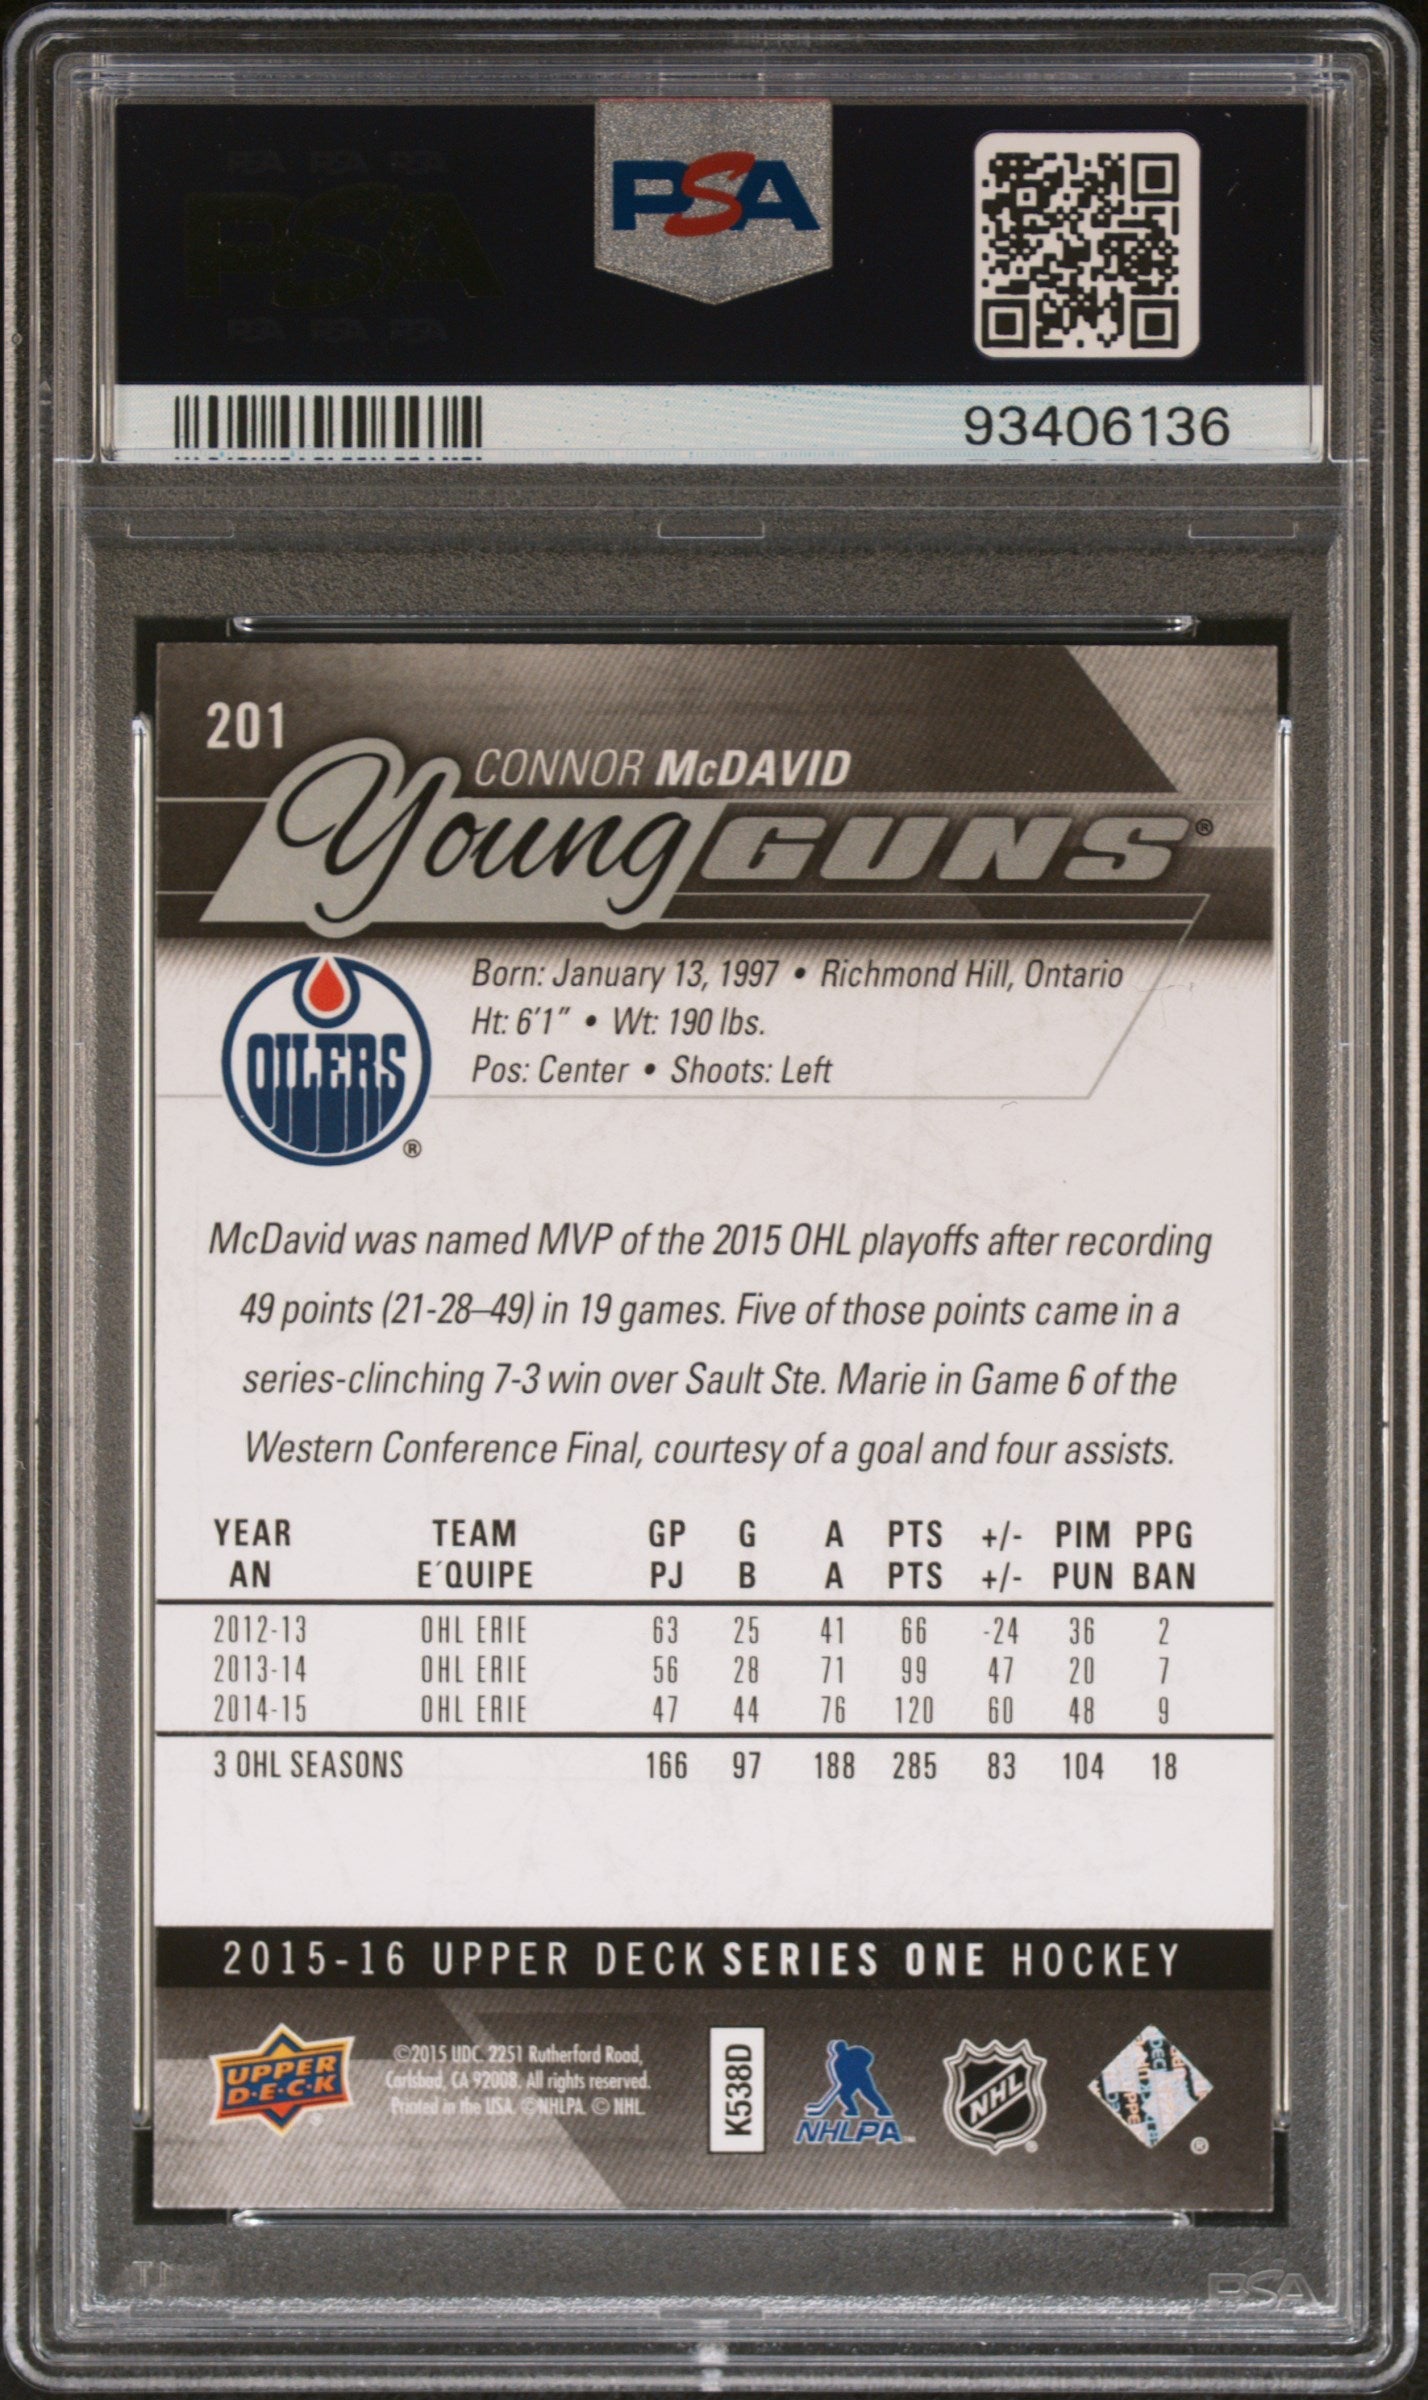 PSA PSA PSA
PSA
PSA PSA PSA
PSA
93406136
201
CONNOR McDAVID
Young GUNS®
OILERS
®
Born: January 13, 1997 • Richmond Hill, Ontario
Ht: 6'1" • Wt: 190 lbs.
Pos: Center • Shoots: Left
McDavid was named MVP of the 2015 OHL playoffs after recording
49 points (21-28–49) in 19 games. Five of those points came in a
series-clinching 7-3 win over Sault Ste. Marie in Game 6 of the
Western Conference Final, courtesy of a goal and four assists.
YEAR TEAM GP G A PTS +/- PIM PPG
AN E´QUIPE PJ B A PTS +/- PUN BAN
2012-13 OHL ERIE 63 25 41 66 -24 36 2
2013-14 OHL ERIE 56 28 71 99 47 20 7
2014-15 OHL ERIE 47 44 76 120 60 48 9
3 OHL SEASONS 166 97 188 285 83 104 18
2015-16 UPPER DECK SERIES ONE HOCKEY
UPPER
D·E·C·K
©2015 UDC. 2251 Rutherford Road,
Carlsbad, CA 92008. All rights reserved.
Printed in the USA. ©NHLPA. © NHL.
K538D
NHLPA
NHL
®
®
PSA